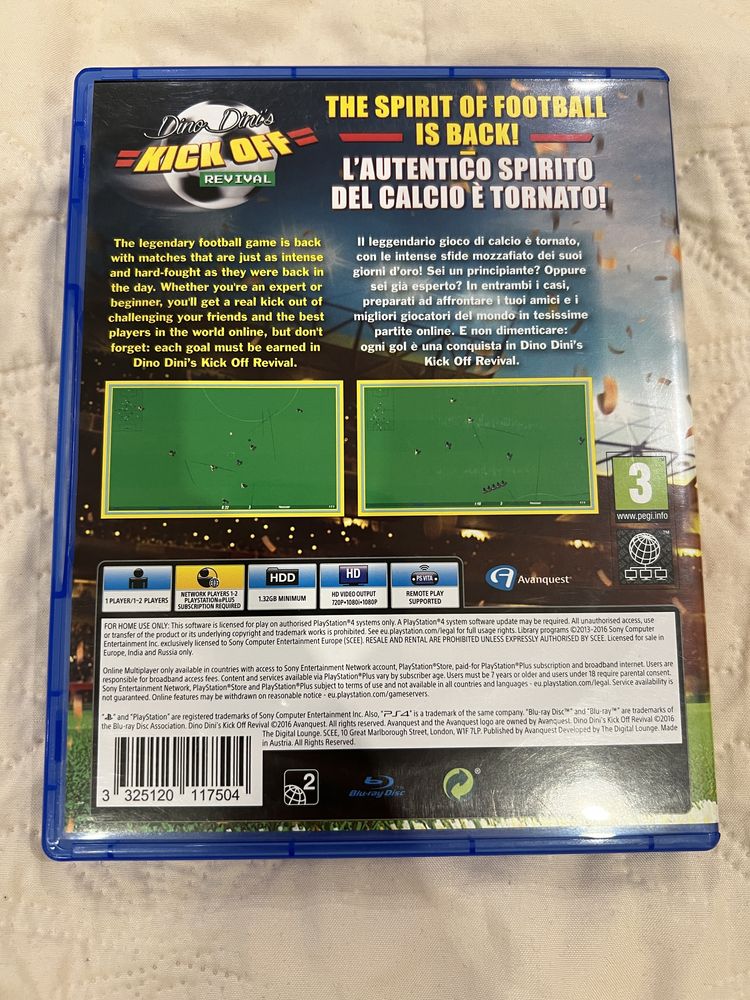 Dino Dini's
KICK OFF
REVIVAL
THE SPIRIT OF FOOTBALL
IS BACK!
L'AUTENTICO SPIRITO
DEL CALCIO È TORNATO!
The legendary football game is back
with matches that are just as intense
and hard-fought as they were back in
the day. Whether you're an expert or
beginner, you'll get a real kick out of
challenging your friends and the best
players in the world online, but don't
forget: each goal must be earned in
Dino Dini's Kick Off Revival.
Il leggendario gioco di calcio è tornato,
con le intense sfide mozzafiato dei suoi
giorni d'oro! Sei un principiante? Oppure
sei già esperto? In entrambi i casi,
preparati ad affrontare i tuoi amici e i
migliori giocatori del mondo in tesissime
partite online. E non dimenticare:
ogni gol è una conquista in Dino Dini's
Kick Off Revival.
3
www.pegi.info
TM
1 PLAYER/1-2 PLAYERS
NETWORK PLAYERS 1-2
PLAYSTATION®PLUS
SUBSCRIPTION REQUIRED
HDD
1.32GB MINIMUM
HD
HD VIDEO OUTPUT
720P•1080i•1080P
PS VITA
REMOTE PLAY
SUPPORTED
Avanquest
FOR HOME USE ONLY: This software is licensed for play on authorised PlayStation®4 systems only. A PlayStation®4 system software update may be required. All unauthorised access, use
or transfer of the product or its underlying copyright and trademark works is prohibited. See eu.playstation.com/legal for full usage rights. Library programs ©2013-2016 Sony Computer
Entertainment Inc. exclusively licensed to Sony Computer Entertainment Europe (SCEE). RESALE AND RENTAL ARE PROHIBITED UNLESS EXPRESSLY AUTHORISED BY SCEE. Licensed for sale in
Europe, India and Russia only.
Online Multiplayer only available in countries with access to Sony Entertainment Network account, PlayStation®Store, paid-for PlayStation®Plus subscription and broadband internet. Users are
responsible for broadband access fees. Content and services available via PlayStation®Plus vary by subscriber age. Users must be 7 years or older and users under 18 require parental consent.
Sony Entertainment Network, PlayStation®Store and PlayStation®Plus subject to terms of use and not available in all countries and languages - eu.playstation.com/legal. Service availability is
not guaranteed. Online features may be withdrawn on reasonable notice - eu.playstation.com/gameservers.
" " and "PlayStation" are registered trademarks of Sony Computer Entertainment Inc. Also, "PS4" is a trademark of the same company. "Blu-ray Disc™" and "Blu-ray™" are trademarks of
the Blu-ray Disc Association. Dino Dini's Kick Off Revival ©2016 Avanquest. All rights reserved. Avanquest and the Avanquest logo are owned by Avanquest. Dino Dini's Kick Off Revival ©2016
The Digital Lounge. SCEE, 10 Great Marlborough Street, London, W1F 7LP. Published by Avanquest Developed by The Digital Lounge. Made
in Austria. All Rights Reserved.
3 325120 117504
2
Blu-ray Disc
®